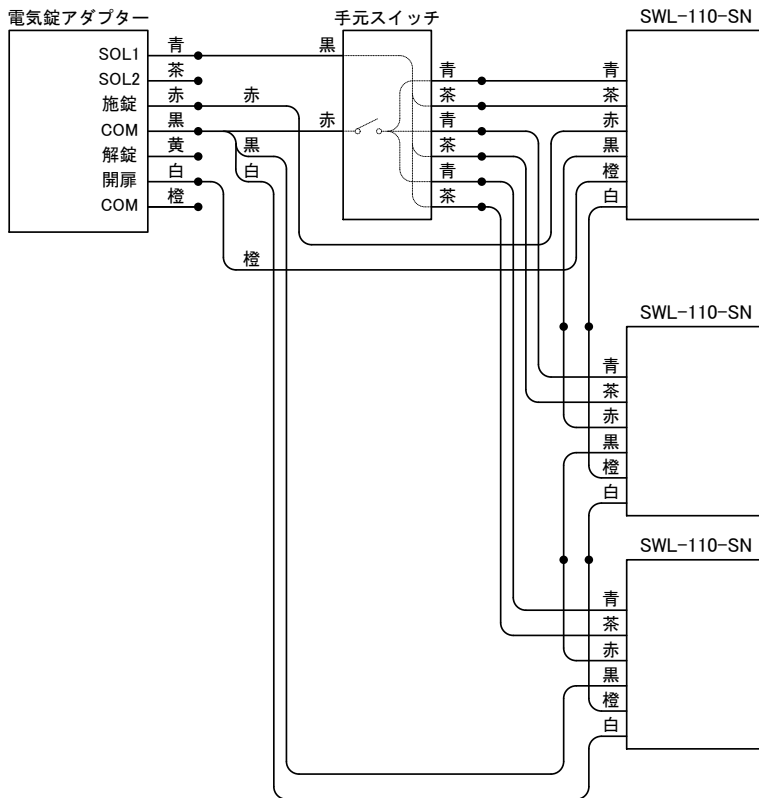 電気錠アダプター
SOL1 青
SOL2 茶
施錠 赤 赤
COM 黒
解錠 黄 黒
開扉 白 白
COM 橙
橙
手元スイッチ
黒
赤
青
茶
青
茶
青
茶
SWL-110-SN
青
茶
赤
黒
橙
白
SWL-110-SN
青
茶
赤
黒
橙
白
SWL-110-SN
青
茶
赤
黒
橙
白